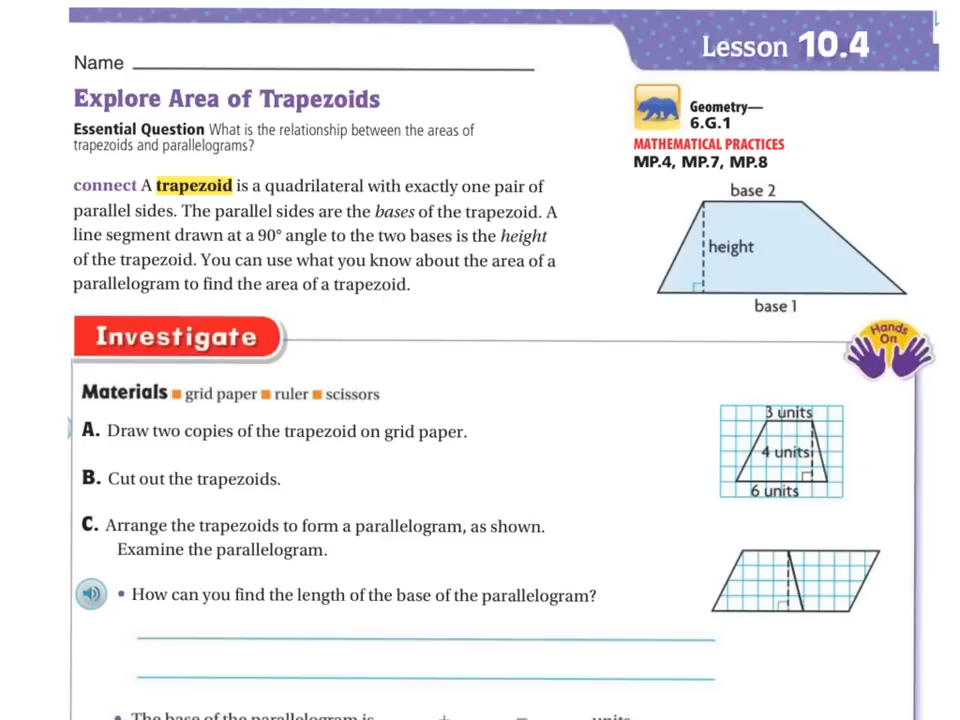 Lesson 10.4
Name
Explore Area of Trapezoids
Essential Question What is the relationship between the areas of
trapezoids and parallelograms?
Geometry—
6.G.1
MATHEMATICAL PRACTICES
MP.4, MP.7, MP.8
connect A trapezoid is a quadrilateral with exactly one pair of
parallel sides. The parallel sides are the bases of the trapezoid. A
line segment drawn at a 90° angle to the two bases is the height
of the trapezoid. You can use what you know about the area of a
parallelogram to find the area of a trapezoid.
base 2
height
base 1
Investigate
Hands
On
Materials ■ grid paper ■ ruler ■ scissors
A. Draw two copies of the trapezoid on grid paper.
B. Cut out the trapezoids.
3 units
4 units
6 units
C. Arrange the trapezoids to form a parallelogram, as shown.
Examine the parallelogram.
• How can you find the length of the base of the parallelogram?
• The base of the parallelogram is + = units